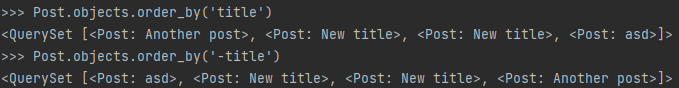 >>> Post.objects.order_by('title')
<QuerySet [<Post: Another post>, <Post: New title>, <Post: New title>, <Post: asd>]>
>>> Post.objects.order_by('-title')
<QuerySet [<Post: asd>, <Post: New title>, <Post: New title>, <Post: Another post>]>